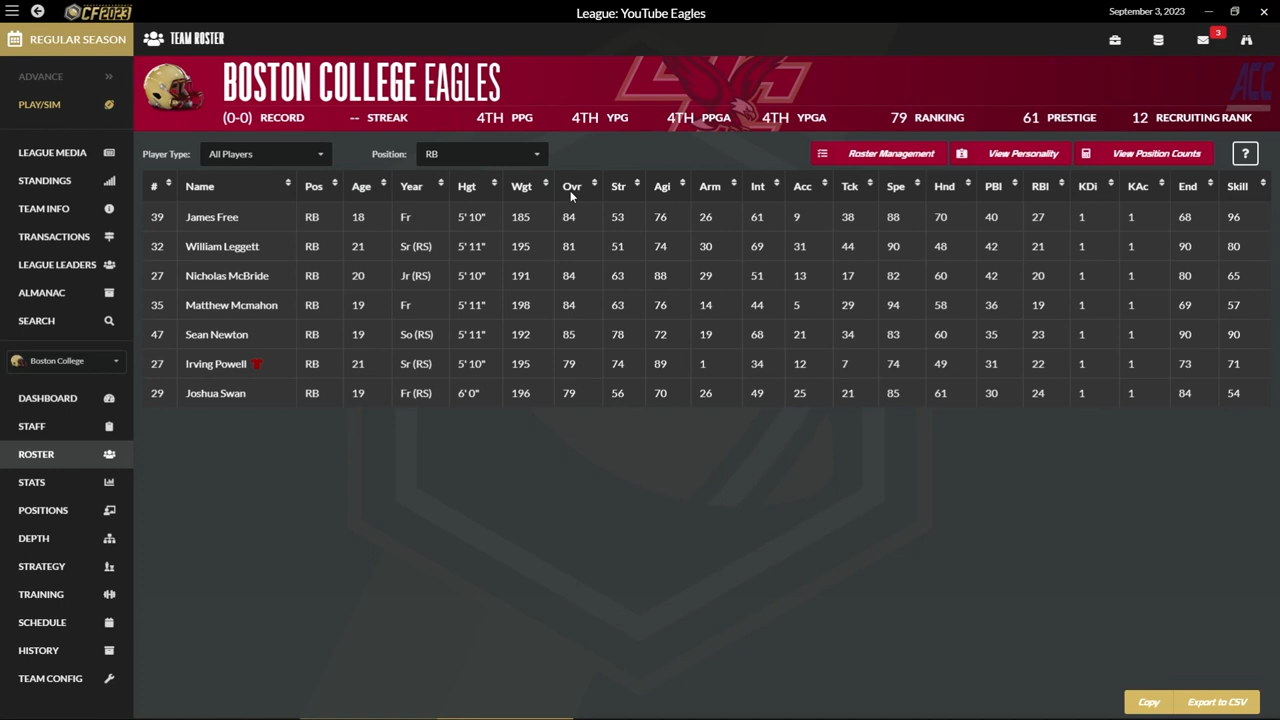 CF2023
League: YouTube Eagles
September 3, 2023
REGULAR SEASON
TEAM ROSTER
3
ADVANCE
PLAY/SIM
LEAGUE MEDIA
STANDINGS
TEAM INFO
TRANSACTIONS
LEAGUE LEADERS
ALMANAC
SEARCH
Boston College
DASHBOARD
STAFF
ROSTER
STATS
POSITIONS
DEPTH
STRATEGY
TRAINING
SCHEDULE
HISTORY
TEAM CONFIG
BOSTON COLLEGE EAGLES
ACC
(0-0) RECORD -- STREAK 4TH PPG 4TH YPG 4TH PPGA 4TH YPGA 79 RANKING 61 PRESTIGE 12 RECRUITING RANK
Player Type: All Players Position: RB Roster Management View Personality View Position Counts ?
# Name Pos Age Year Hgt Wgt Ovr Str Agi Arm Int Acc Tck Spe Hnd PBl RBl KDi KAc End Skill
39 James Free RB 18 Fr 5' 10" 185 84 53 76 26 61 9 38 88 70 40 27 1 1 68 96
32 William Leggett RB 21 Sr (RS) 5' 11" 195 81 51 74 30 69 31 44 90 48 42 21 1 1 90 80
27 Nicholas McBride RB 20 Jr (RS) 5' 10" 191 84 63 88 29 51 13 17 82 60 42 20 1 1 80 65
35 Matthew Mcmahon RB 19 Fr 5' 11" 198 84 63 76 14 44 5 29 94 58 36 19 1 1 69 57
47 Sean Newton RB 19 So (RS) 5' 11" 192 85 78 72 19 68 21 34 83 60 35 23 1 1 90 90
27 Irving Powell RB 21 Sr (RS) 5' 10" 195 79 74 89 1 34 12 7 74 49 31 22 1 1 73 71
29 Joshua Swan RB 19 Fr (RS) 6' 0" 196 79 56 70 26 49 25 21 85 61 30 24 1 1 84 54
Copy Export to CSV